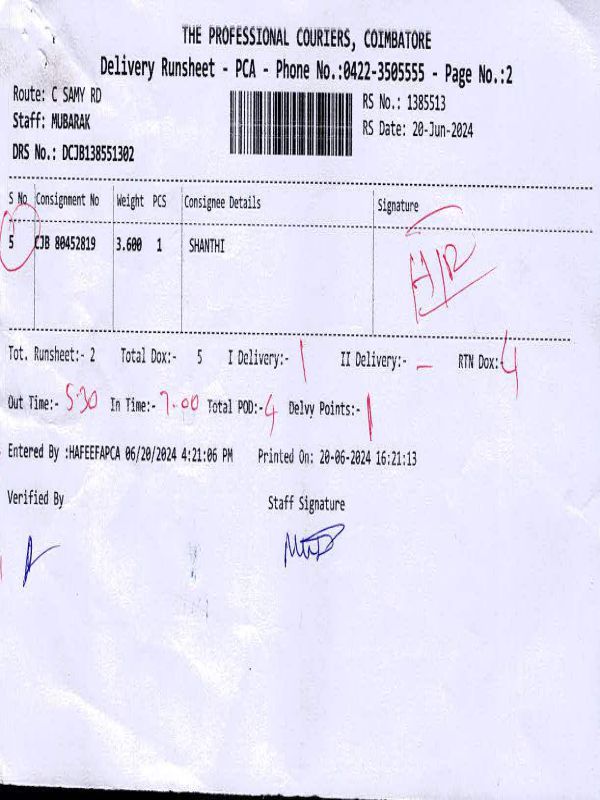 THE PROFESSIONAL COURIERS, COIMBATORE
Delivery Runsheet - PCA - Phone No.:0422-3505555 - Page No.:2
Route: C SAMY RD
RS No.: 1385513
Staff: MUBARAK
RS Date: 20-Jun-2024
DRS No.: DCJB138551302
S No Consignment No Weight PCS Consignee Details Signature
5 CJB 80452819 3.600 1 SHANTHI
Tot. Runsheet:- 2 Total Dox:- 5 I Delivery:- 1 II Delivery:- - RTN Dox: 4
Out Time:- 5.30 In Time:- 7.00 Total POD:- 4 Delvy Points:- 1
Entered By :HAFEEFAPCA 06/20/2024 4:21:06 PM Printed On: 20-06-2024 16:21:13
Verified By Staff Signature